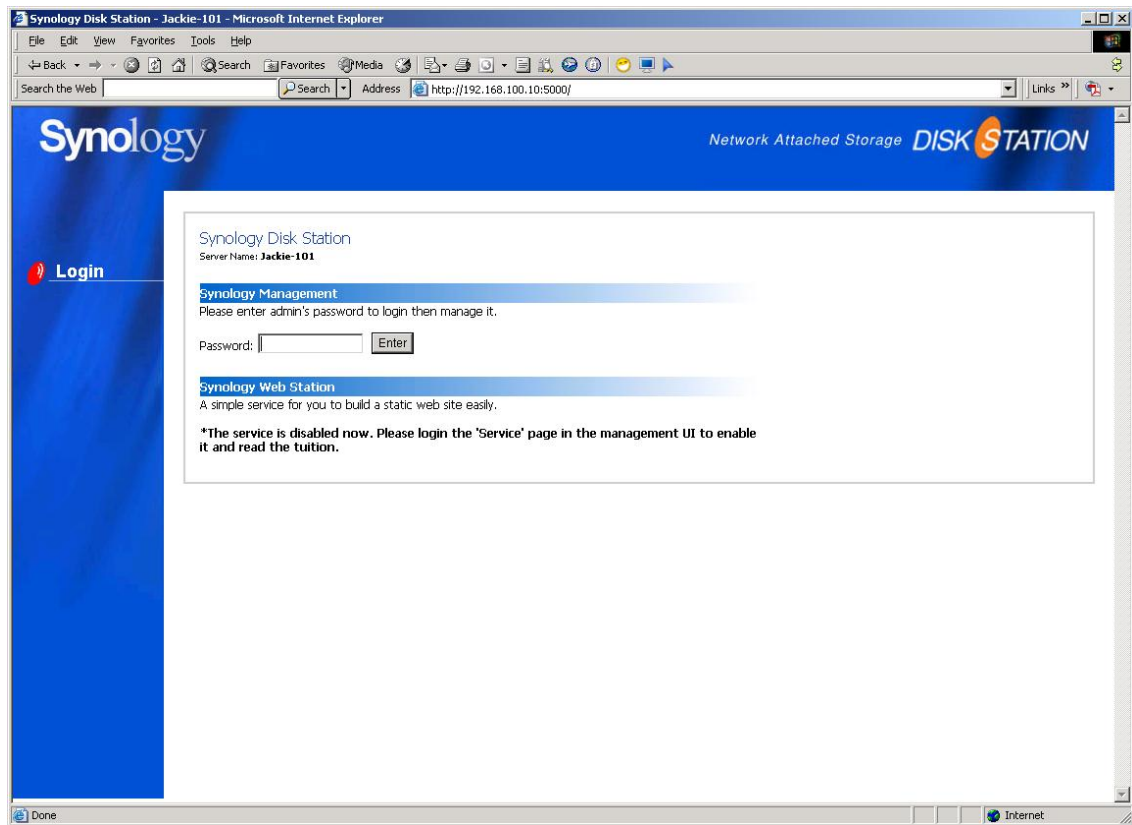 Synology Disk Station - Jackie-101 - Microsoft Internet Explorer
File Edit View Favorites Tools Help
Back Search Favorites Media
Search the Web Search Address http://192.168.100.10:5000/ Links »
Synology Network Attached Storage DISK STATION
Login
Synology Disk Station
Server Name: Jackie-101
Synology Management
Please enter admin's password to login then manage it.
Password: Enter
Synology Web Station
A simple service for you to build a static web site easily.
*The service is disabled now. Please login the 'Service' page in the management UI to enable
it and read the tuition.
Done Internet